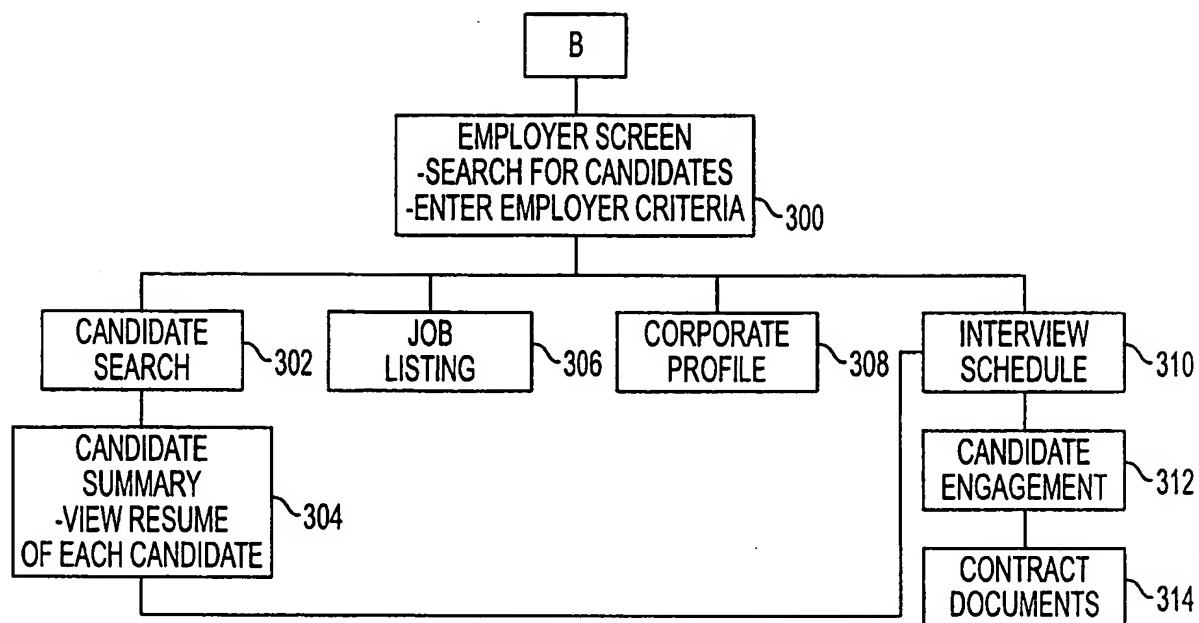 B
EMPLOYER SCREEN
-SEARCH FOR CANDIDATES
-ENTER EMPLOYER CRITERIA
300
CANDIDATE
SEARCH
302
JOB
LISTING
306
CORPORATE
PROFILE
308
INTERVIEW
SCHEDULE
310
CANDIDATE
SUMMARY
-VIEW RESUME
OF EACH CANDIDATE
304
CANDIDATE
ENGAGEMENT
312
CONTRACT
DOCUMENTS
314